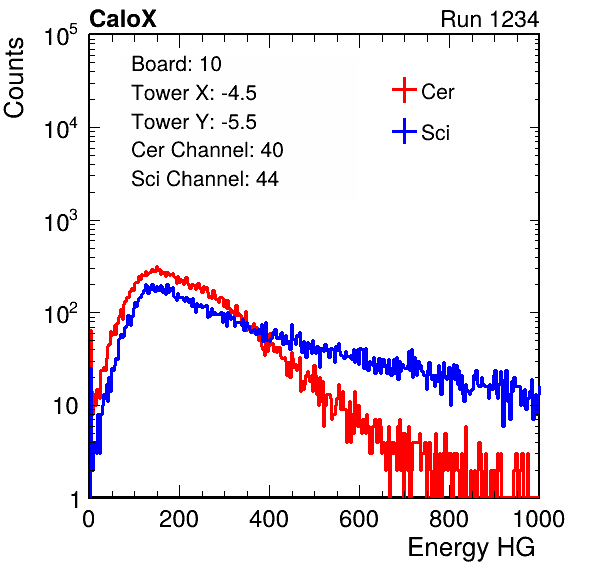 CaloX Run 1234
10^5
Counts
Board: 10
Tower X: -4.5
Tower Y: -5.5
Cer Channel: 40
Sci Channel: 44
Cer
Sci
10^4
10^3
10^2
10
1
0 200 400 600 800 1000
Energy HG